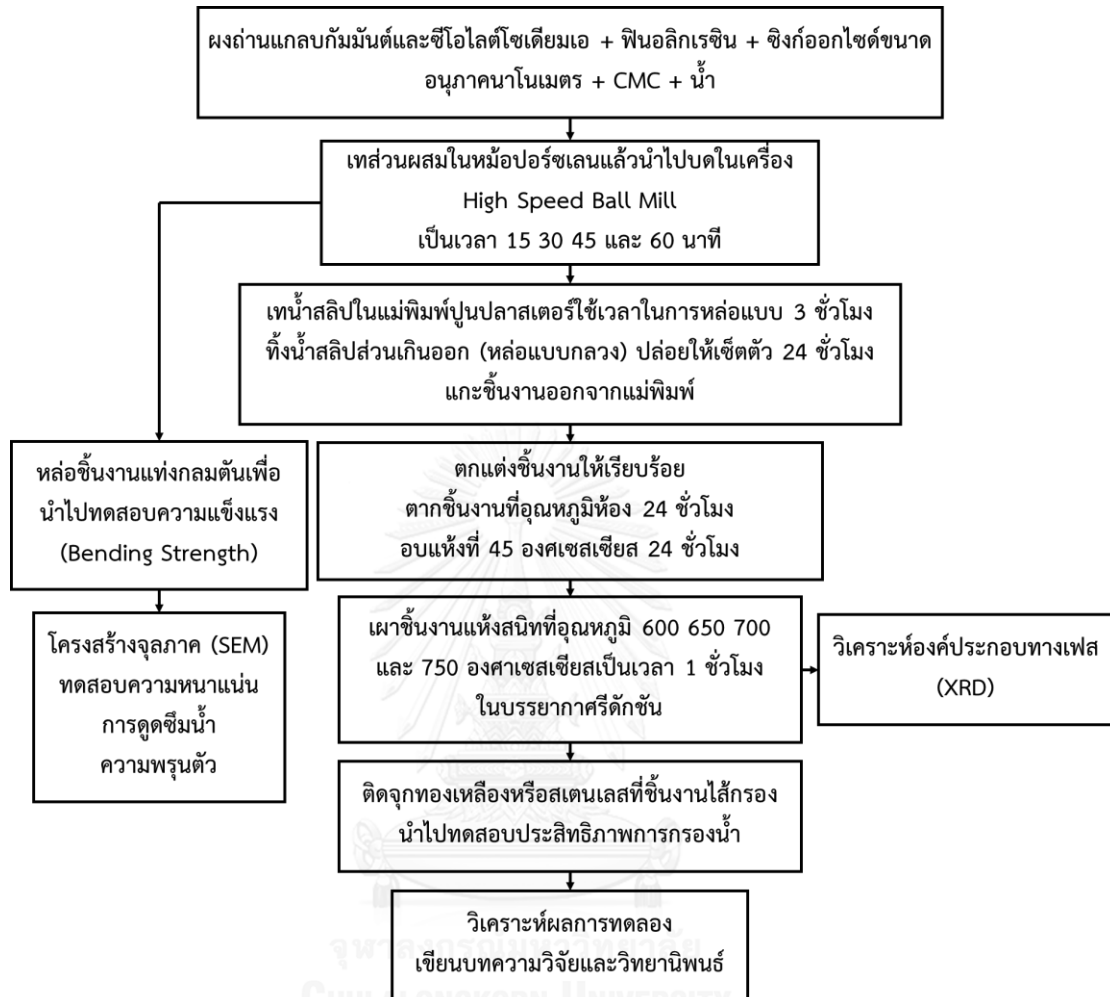 ผงถ่านแกลบกัมมันต์และซีโอไลต์โซเดียมเอ + ฟินอลิกเรซิน + ซิงก์ออกไซด์ขนาด
อนุภาคนาโนเมตร + CMC + น้ำ
เทส่วนผสมในหม้อปอร์ซเลนแล้วนำไปบดในเครื่อง
High Speed Ball Mill
เป็นเวลา 15 30 45 และ 60 นาที
เทน้ำสลิปในแม่พิมพ์ปูนปลาสเตอร์ใช้เวลาในการหล่อแบบ 3 ชั่วโมง
ทิ้งน้ำสลิปส่วนเกินออก (หล่อแบบกลวง) ปล่อยให้เซ็ตตัว 24 ชั่วโมง
แกะชิ้นงานออกจากแม่พิมพ์
หล่อชิ้นงานแท่งกลมตันเพื่อ
นำไปทดสอบความแข็งแรง
(Bending Strength)
ตกแต่งชิ้นงานให้เรียบร้อย
ตากชิ้นงานที่อุณหภูมิห้อง 24 ชั่วโมง
อบแห้งที่ 45 องศเซสเซียส 24 ชั่วโมง
โครงสร้างจุลภาค (SEM)
ทดสอบความหนาแน่น
การดูดซึมน้ำ
ความพรุนตัว
เผาชิ้นงานแห้งสนิทที่อุณหภูมิ 600 650 700
และ 750 องศาเซสเซียสเป็นเวลา 1 ชั่วโมง
ในบรรยากาศรีดักชัน
วิเคราะห์องค์ประกอบทางเฟส
(XRD)
ติดจุกทองเหลืองหรือสเตนเลสที่ชิ้นงานไส้กรอง
นำไปทดสอบประสิทธิภาพการกรองน้ำ
วิเคราะห์ผลการทดลอง
เขียนบทความวิจัยและวิทยานิพนธ์
จุฬาลงกรณ์มหาวิทยาลัย
CHULALONGKORN UNIVERSITY